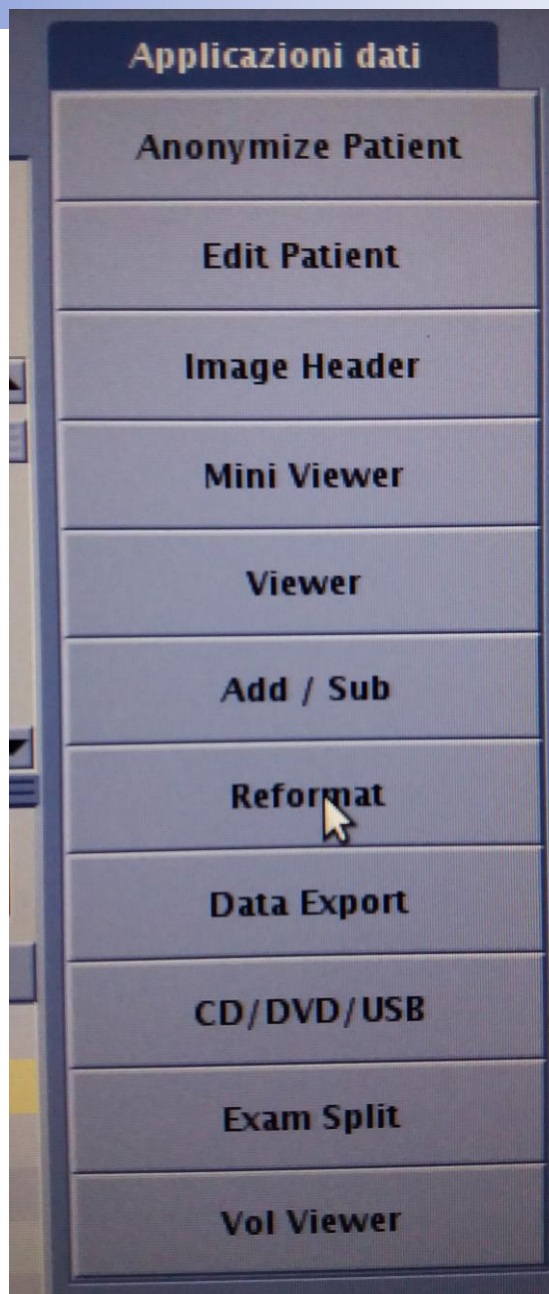 Applicazioni dati
Anonymize Patient
Edit Patient
Image Header
Mini Viewer
Viewer
Add / Sub
Reformat
Data Export
CD/DVD/USB
Exam Split
Vol Viewer